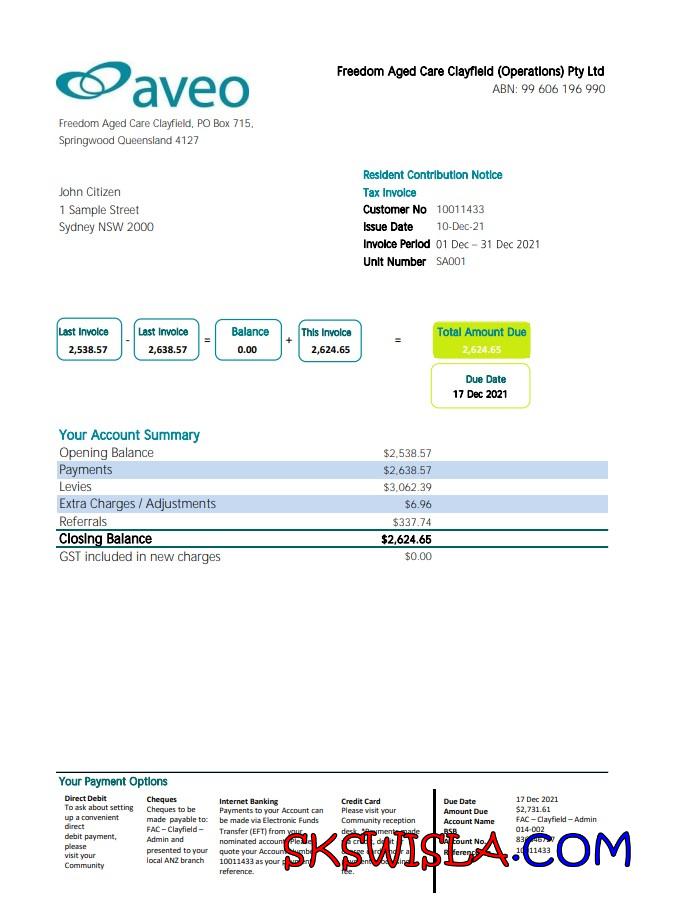 aveo
Freedom Aged Care Clayfield (Operations) Pty Ltd
ABN: 99 606 196 990
Freedom Aged Care Clayfield, PO Box 715,
Springwood Queensland 4127
Resident Contribution Notice
Tax Invoice
John Citizen
1 Sample Street
Sydney NSW 2000
Customer No 10011433
Issue Date 10-Dec-21
Invoice Period 01 Dec – 31 Dec 2021
Unit Number SA001
Last Invoice
2,538.57
-
Last Invoice
2,638.57
=
Balance
0.00
+
This Invoice
2,624.65
=
Total Amount Due
2,624.65
Due Date
17 Dec 2021
Your Account Summary
Opening Balance $2,538.57
Payments $2,638.57
Levies $3,062.39
Extra Charges / Adjustments $6.96
Referrals $337.74
Closing Balance $2,624.65
GST included in new charges $0.00
Your Payment Options
Direct Debit
To ask about setting
up a convenient
direct
debit payment,
please
visit your
Community
Cheques
Cheques to be
made payable to:
FAC – Clayfield –
Admin and
presented to your
local ANZ branch
Internet Banking
Payments to your Account can
be made via Electronic Funds
Transfer (EFT) from your
nominated account. Please
quote your Account Number
10011433 as your payment
reference.
Credit Card
Please visit your
Community reception
desk. *Payments made
fee.
Due Date 17 Dec 2021
Amount Due $2,731.61
Account Name FAC – Clayfield – Admin
BSB 014-002
Account No.
Reference 10011433
SKSWISLA.COM